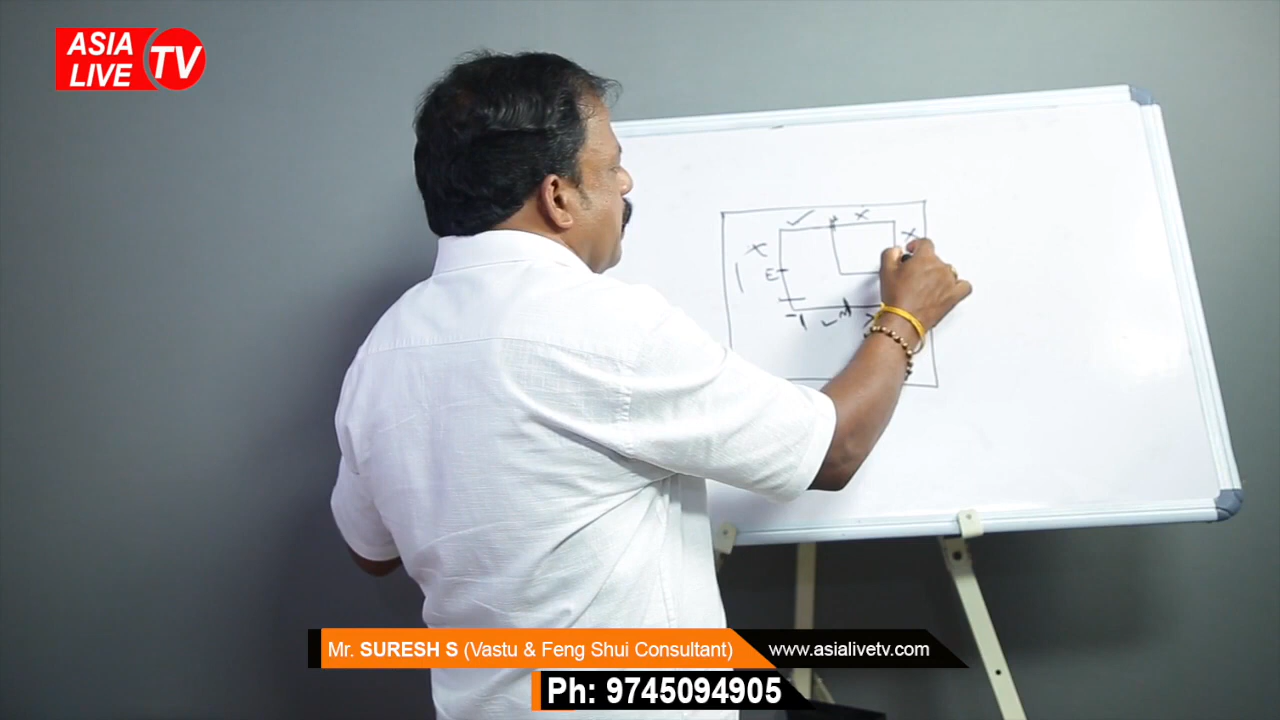 ASIA
LIVE
TV
E
Mr. SURESH S (Vastu & Feng Shui Consultant)
www.asialivetv.com
Ph: 9745094905